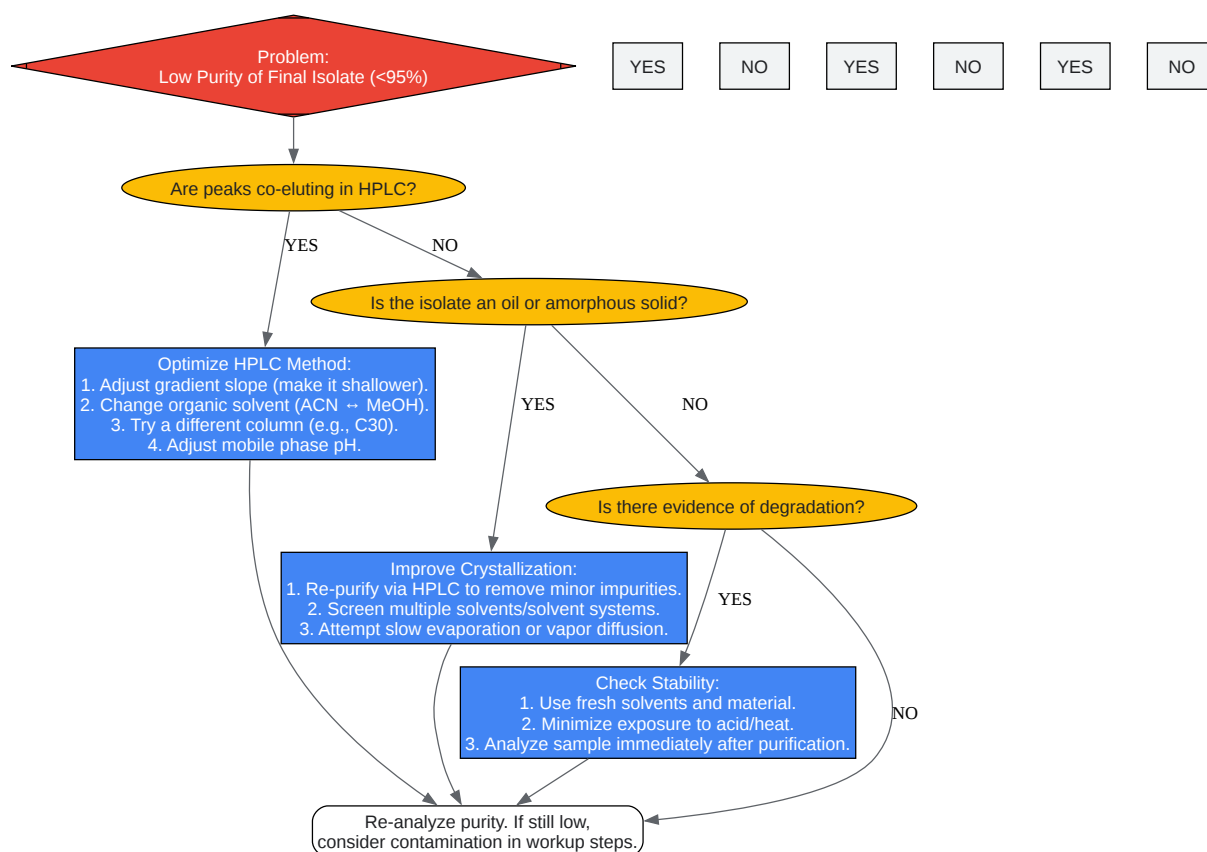 Problem:
Low Purity of Final Isolate (<95%)
YES
NO
YES
NO
YES
NO
Are peaks co-eluting in HPLC?
YES
NO
Is the isolate an oil or amorphous solid?
Optimize HPLC Method:
1. Adjust gradient slope (make it shallower).
2. Change organic solvent (ACN ↔ MeOH).
3. Try a different column (e.g., C30).
4. Adjust mobile phase pH.
YES
NO
Is there evidence of degradation?
Improve Crystallization:
1. Re-purify via HPLC to remove minor impurities.
2. Screen multiple solvents/solvent systems.
3. Attempt slow evaporation or vapor diffusion.
YES
Check Stability:
1. Use fresh solvents and material.
2. Minimize exposure to acid/heat.
3. Analyze sample immediately after purification.
NO
Re-analyze purity. If still low,
consider contamination in workup steps.